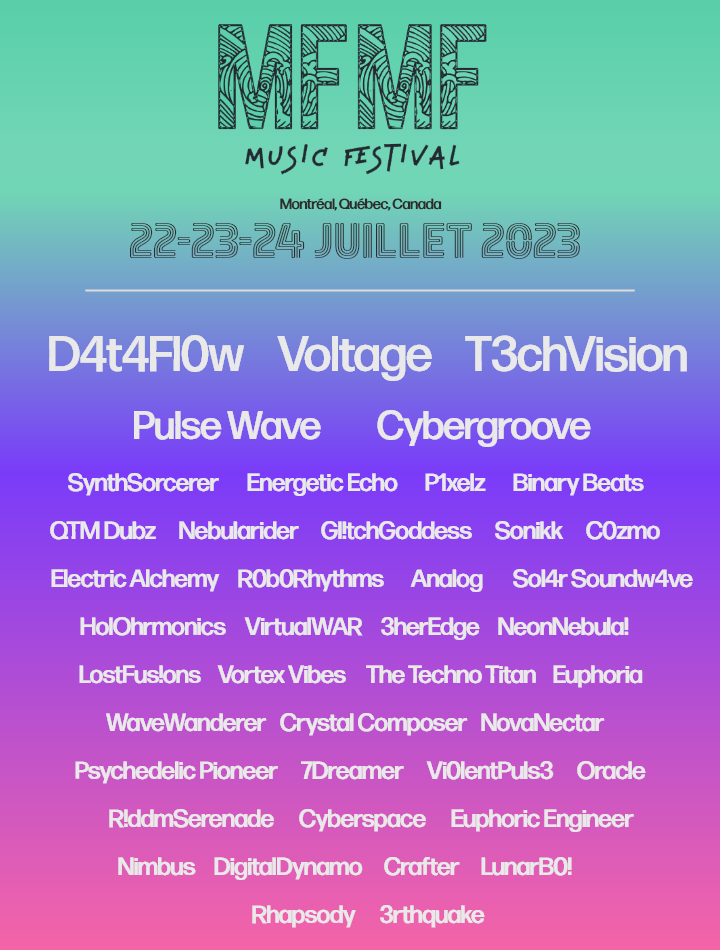 MFMF
MUSIC FESTIVAL
Montréal, Québec, Canada
22-23-24 JUILLET 2023
D4t4Fl0w Voltage T3chVision
Pulse Wave Cybergroove
SynthSorcerer Energetic Echo P1xelz Binary Beats
QTM Dubz Nebularider Gl!tchGoddess Sonikk C0zmo
Electric Alchemy R0b0Rhythms Analog Sol4r Soundw4ve
HolOhrmonics VirtualWAR 3herEdge NeonNebula!
LostFus!ons Vortex Vibes The Techno Titan Euphoria
WaveWanderer Crystal Composer NovaNectar
Psychedelic Pioneer 7Dreamer Vi0lentPuls3 Oracle
R!ddmSerenade Cyberspace Euphoric Engineer
Nimbus DigitalDynamo Crafter LunarB0!
Rhapsody 3rthquake